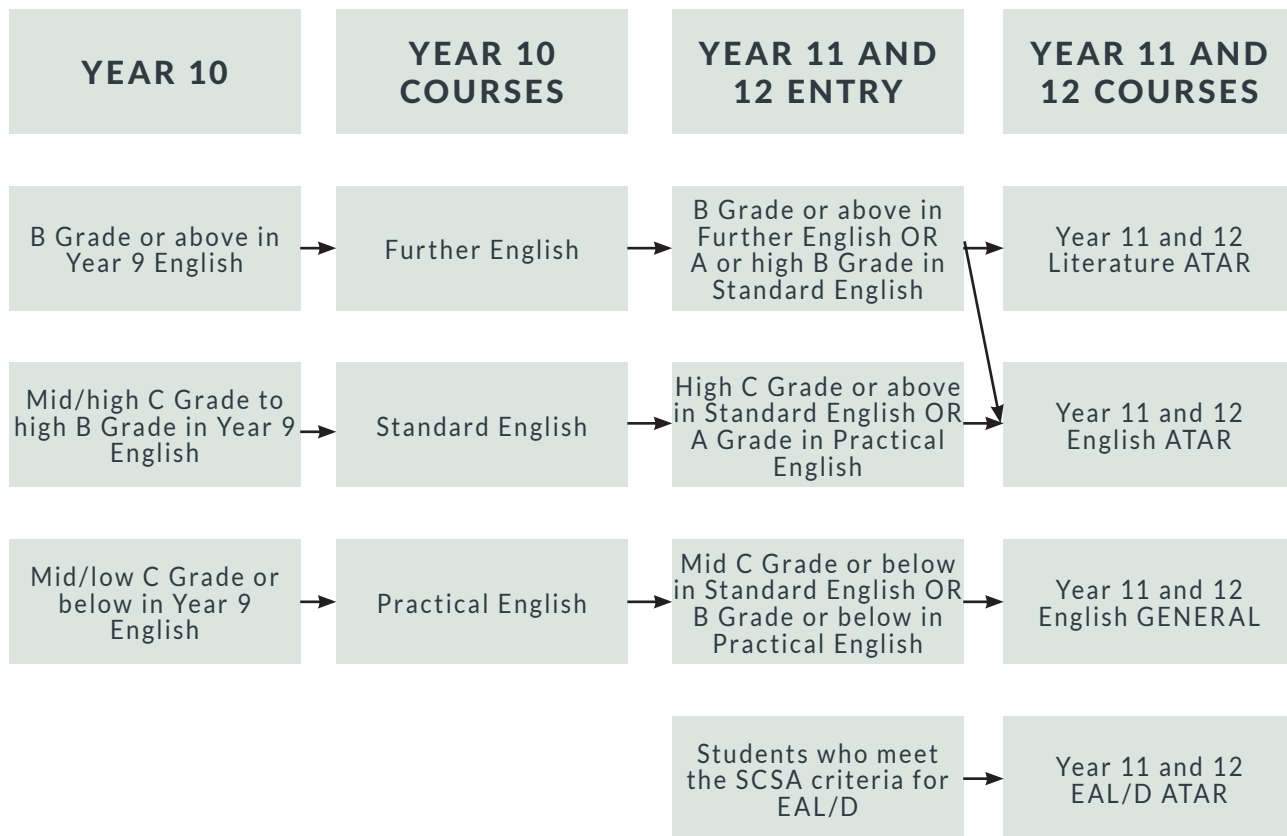 YEAR 10
YEAR 10
COURSES
YEAR 11 AND
12 ENTRY
YEAR 11 AND
12 COURSES
B Grade or above in
Year 9 English
Further English
B Grade or above in
Further English OR
A or high B Grade in
Standard English
Year 11 and 12
Literature ATAR
Mid/high C Grade to
high B Grade in Year 9
English
Standard English
High C Grade or above
in Standard English OR
A Grade in Practical
English
Year 11 and 12
English ATAR
Mid/low C Grade or
below in Year 9
English
Practical English
Mid C Grade or below
in Standard English OR
B Grade or below in
Practical English
Year 11 and 12
English GENERAL
Students who meet
the SCSA criteria for
EAL/D
Year 11 and 12
EAL/D ATAR